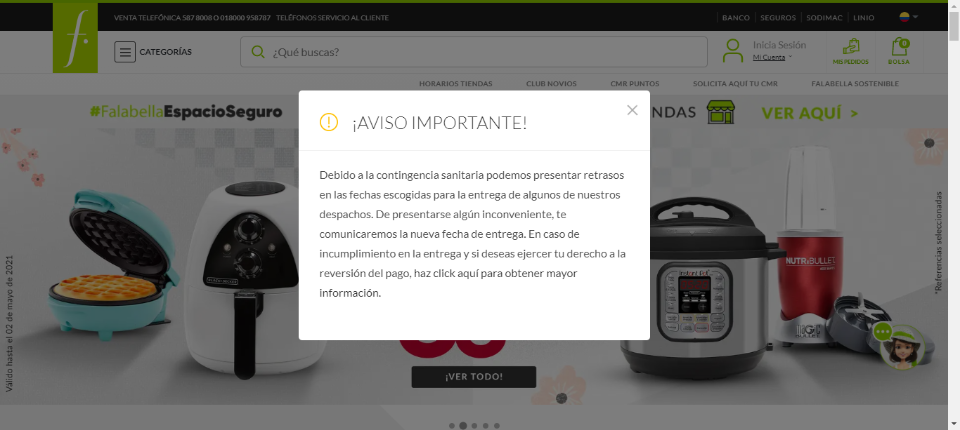 VENTA TELEFÓNICA 587 8000 O 018000 958787 TELÉFONOS SERVICIO AL CLIENTE
BANCO SEGUROS SODIMAC LINIO
f.
CATEGORÍAS
¿Qué buscas?
Inicia Sesión
Mi Cuenta
MIS PEDIDOS
0
BOLSA
HORARIOS TIENDAS CLUB NOVIOS CMR PUNTOS SOLICITA AQUÍ TU CMR FALABELLA SOSTENIBLE
#FalabellaEspacioSeguro
NDAS
VER AQUÍ >
¡AVISO IMPORTANTE!
Debido a la contingencia sanitaria podemos presentar retrasos
en las fechas escogidas para la entrega de algunos de nuestros
despachos. De presentarse algún inconveniente, te
comunicaremos la nueva fecha de entrega. En caso de
incumplimiento en la entrega y si deseas ejercer tu derecho a la
reversión del pago, haz click aquí para obtener mayor
información.
Válido hasta el 02 de mayo de 2021
*Referencias seleccionadas
Instant Pot
NUTRIBULLET
¡VER TODO!